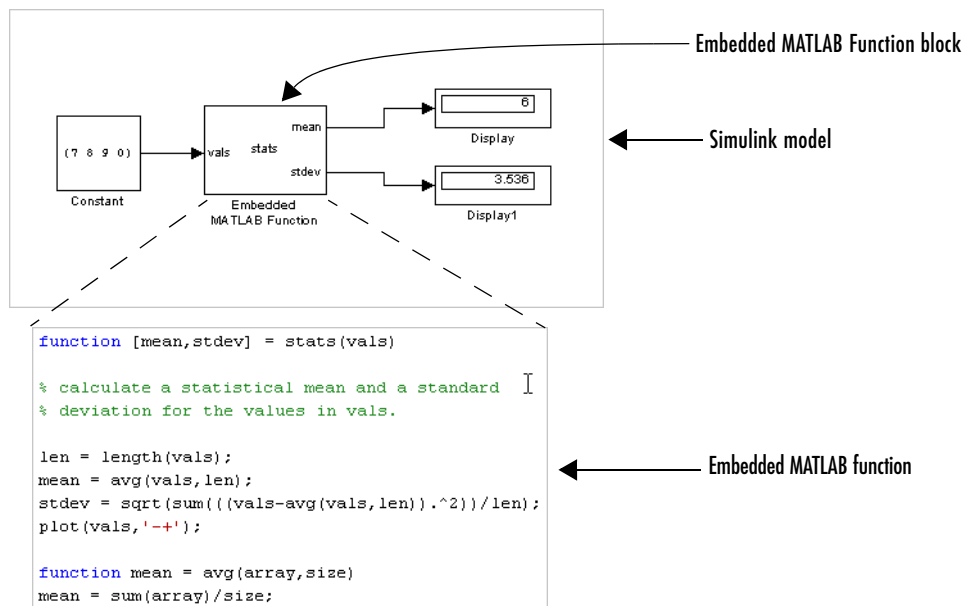 Embedded MATLAB Function block
6
mean
Display
Simulink model
(7 8 9 0)
vals
stats
stdev
3.536
Constant
Embedded
MATLAB Function
Display1
function [mean,stdev] = stats(vals)
% calculate a statistical mean and a standard
% deviation for the values in vals.
len = length(vals);
mean = avg(vals,len);
stdev = sqrt(sum(((vals-avg(vals,len)).^2))/len);
plot(vals,'-+');
function mean = avg(array,size)
mean = sum(array)/size;
Embedded MATLAB function